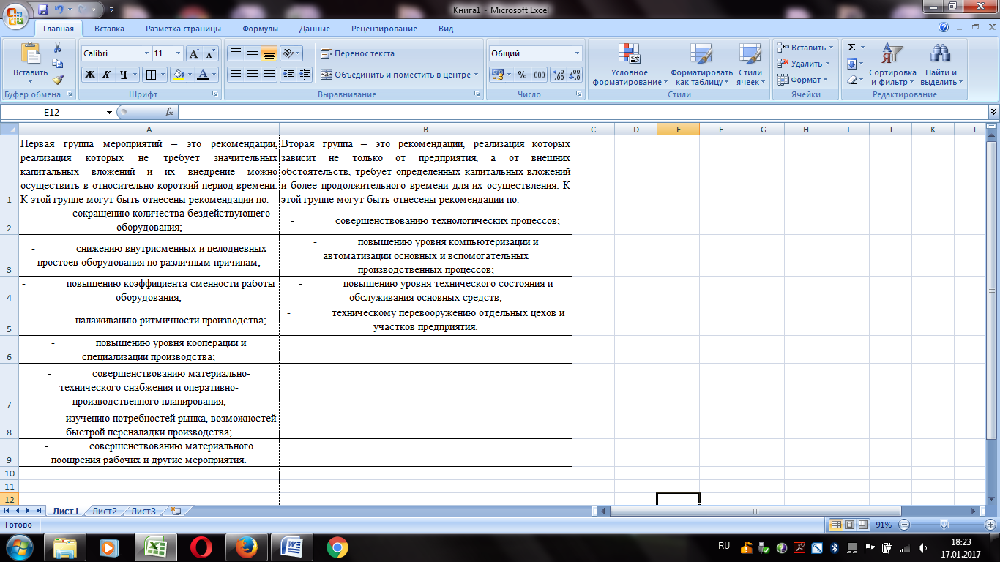 Книга1 - Microsoft Excel
Главная Вставка Разметка страницы Формулы Данные Рецензирование Вид
Вставить
Буфер обмена
Calibri 11
Ж К Ч А
Шрифт
Перенос текста
Объединить и поместить в центре
Выравнивание
Общий
% 000
Число
Условное форматирование
Форматировать как таблицу
Стили ячеек
Стили
Вставить
Удалить
Формат
Ячейки
Σ
Сортировка и фильтр
Найти и выделить
Редактирование
E12 fx
A B C D E F G H I J K L
1
Первая группа мероприятий – это рекомендации,
реализация которых не требует значительных
капитальных вложений и их внедрение можно
осуществить в относительно короткий период времени.
К этой группе могут быть отнесены рекомендации по:
Вторая группа – это рекомендации, реализация которых
зависит не только от предприятия, а от внешних
обстоятельств, требует определенных капитальных вложений
и более продолжительного времени для их осуществления. К
этой группе могут быть отнесены рекомендации по:
2
- сокращению количества бездействующего
оборудования;
- совершенствованию технологических процессов;
3
- снижению внутрисменных и целодневных
простоев оборудования по различным причинам;
- повышению уровня компьютеризации и
автоматизации основных и вспомогательных
производственных процессов;
4
- повышению коэффициента сменности работы
оборудования;
- повышению уровня технического состояния и
обслуживания основных средств;
5
- налаживанию ритмичности производства;
- техническому перевооружению отдельных цехов и
участков предприятия.
6
- повышению уровня кооперации и
специализации производства;
7
- совершенствованию материально-
технического снабжения и оперативно-
производственного планирования;
8
- изучению потребностей рынка, возможностей
быстрой переналадки производства;
9
- совершенствованию материального
поощрения рабочих и другие мероприятия.
10
11
12
Лист1 Лист2 Лист3
Готово 91%
RU 18:23
17.01.2017